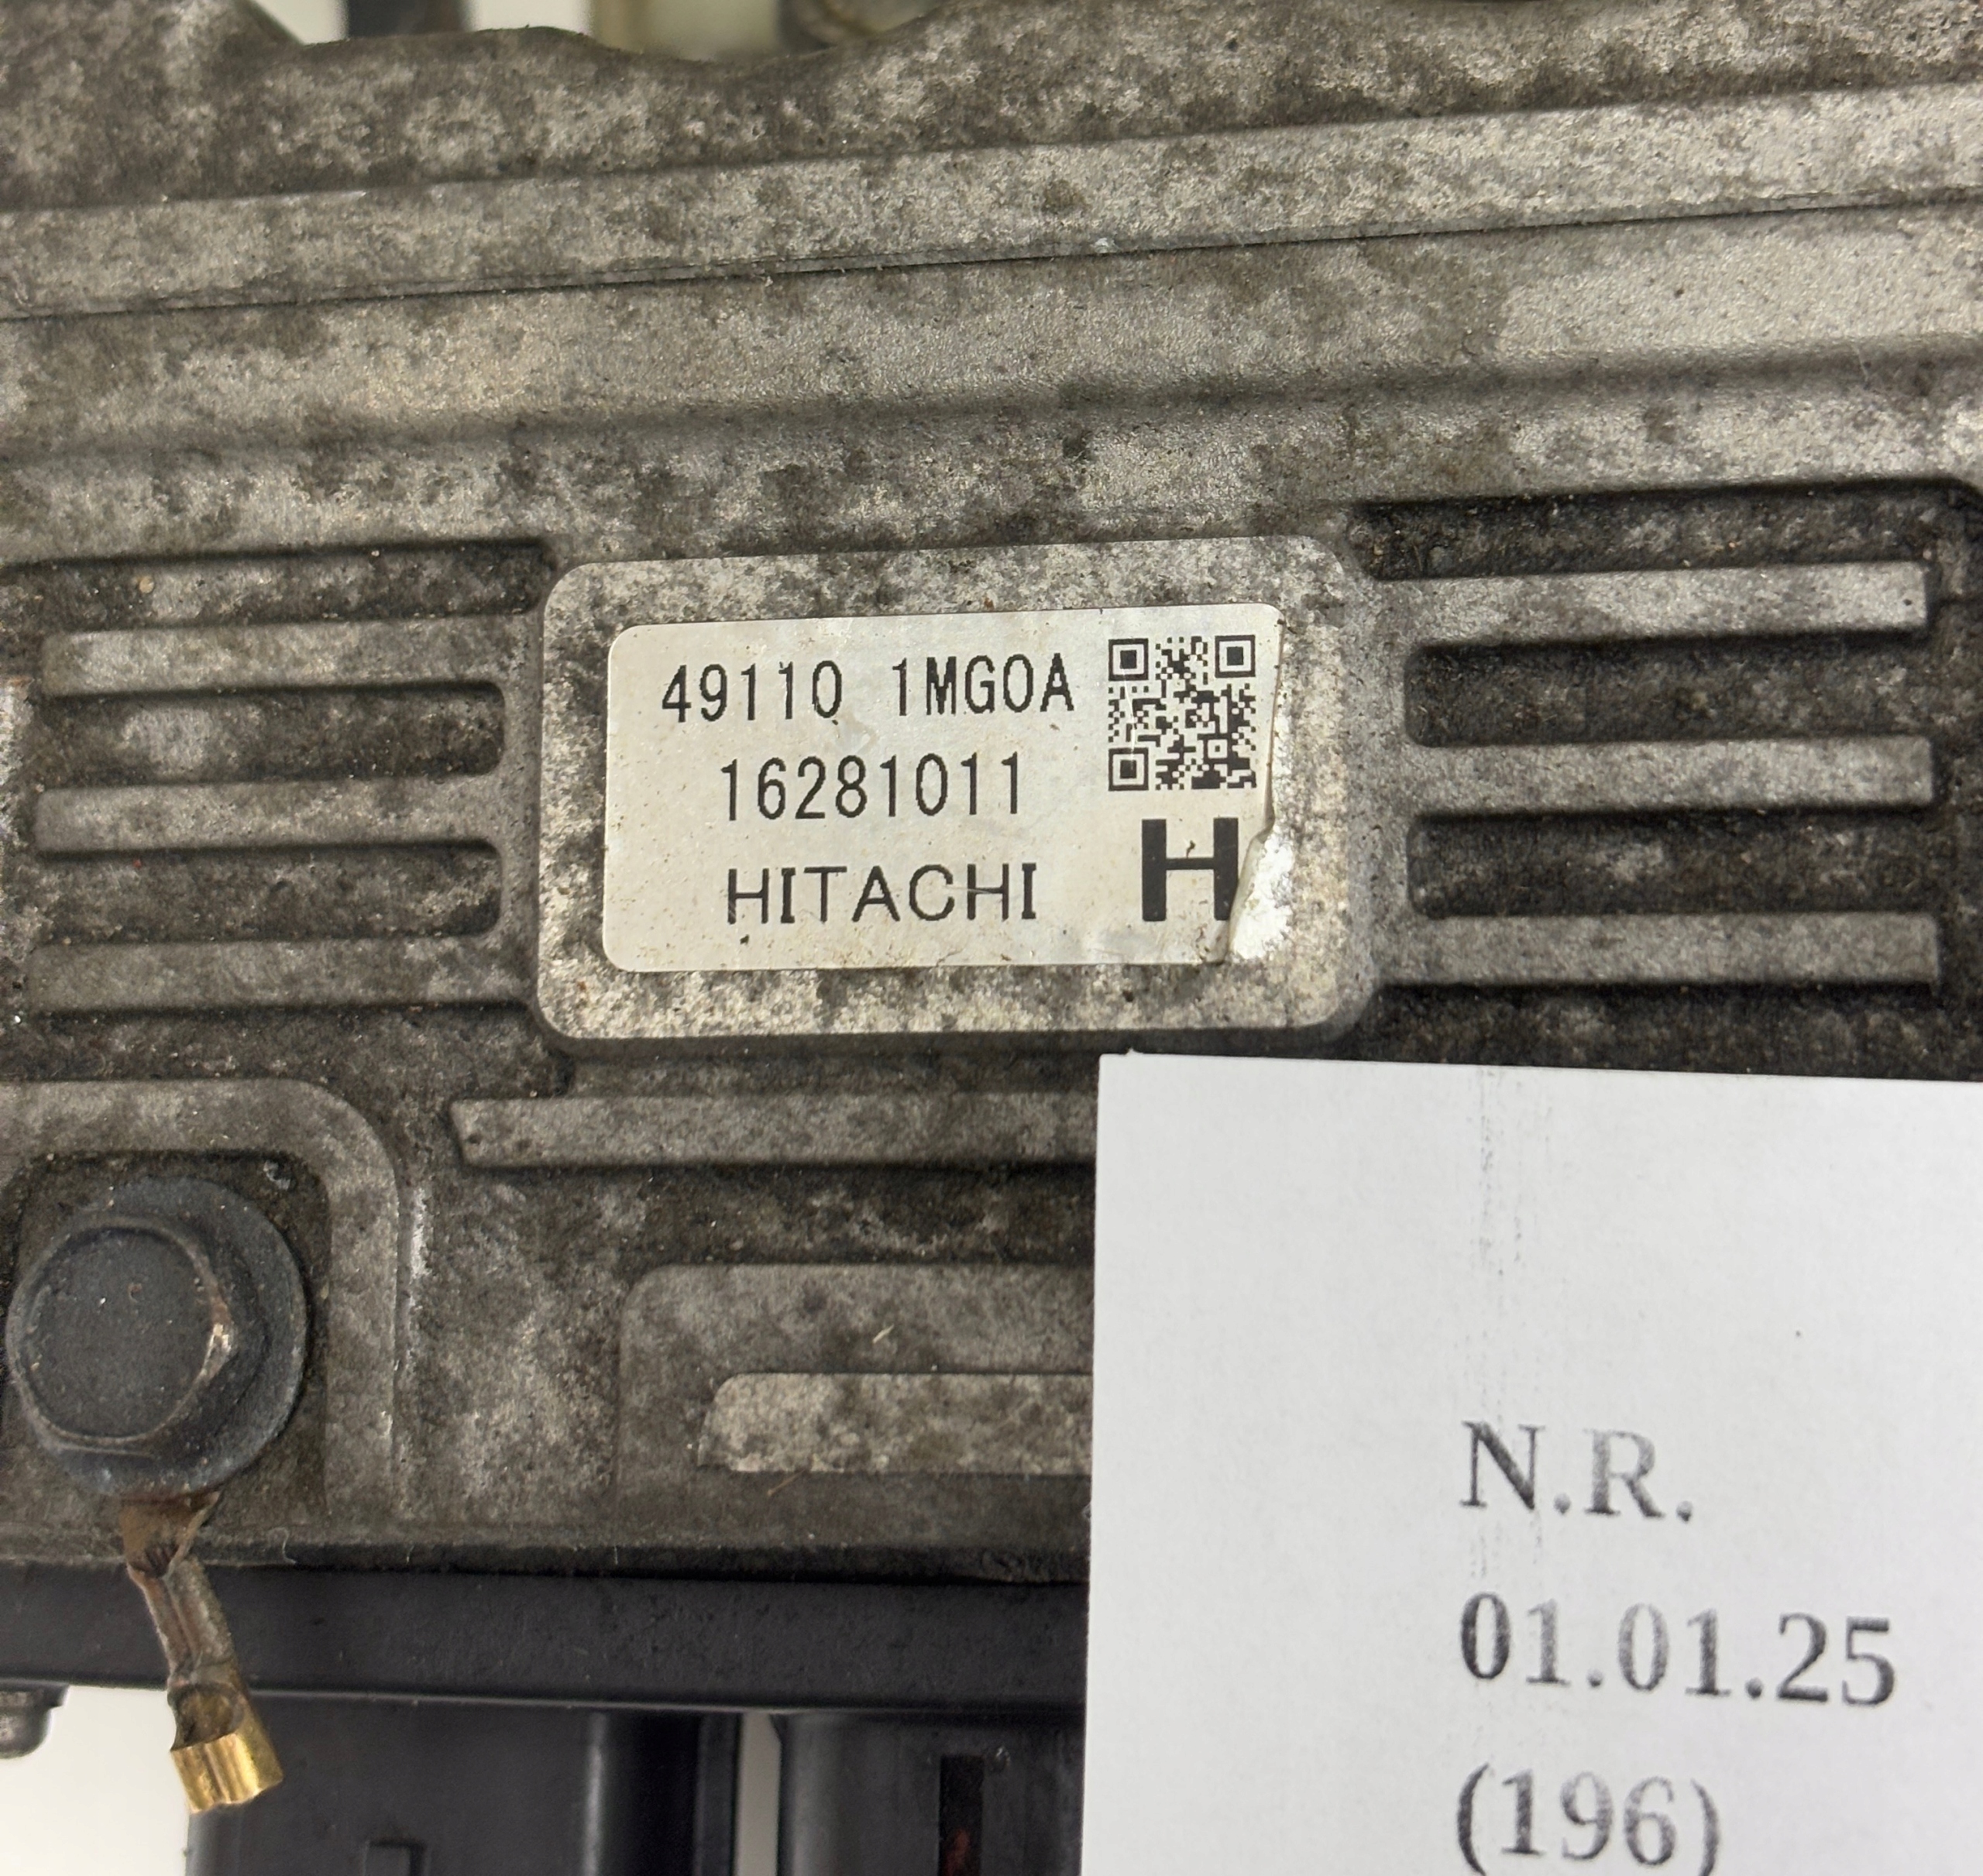 49110 1MG0A
16281011
HITACHI
H
N.R.
01.01.25
(196)